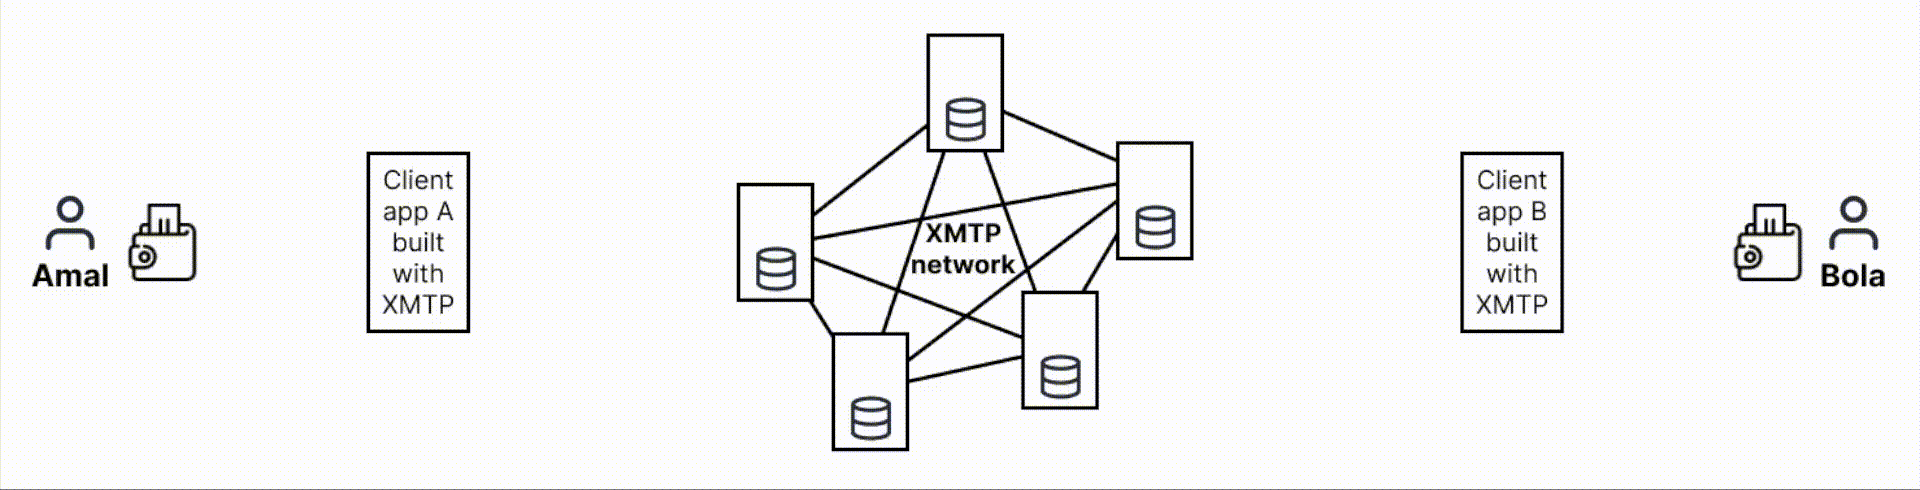 Amal
Client
app A
built
with
XMTP
XMTP
network
Client
app B
built
with
XMTP
Bola